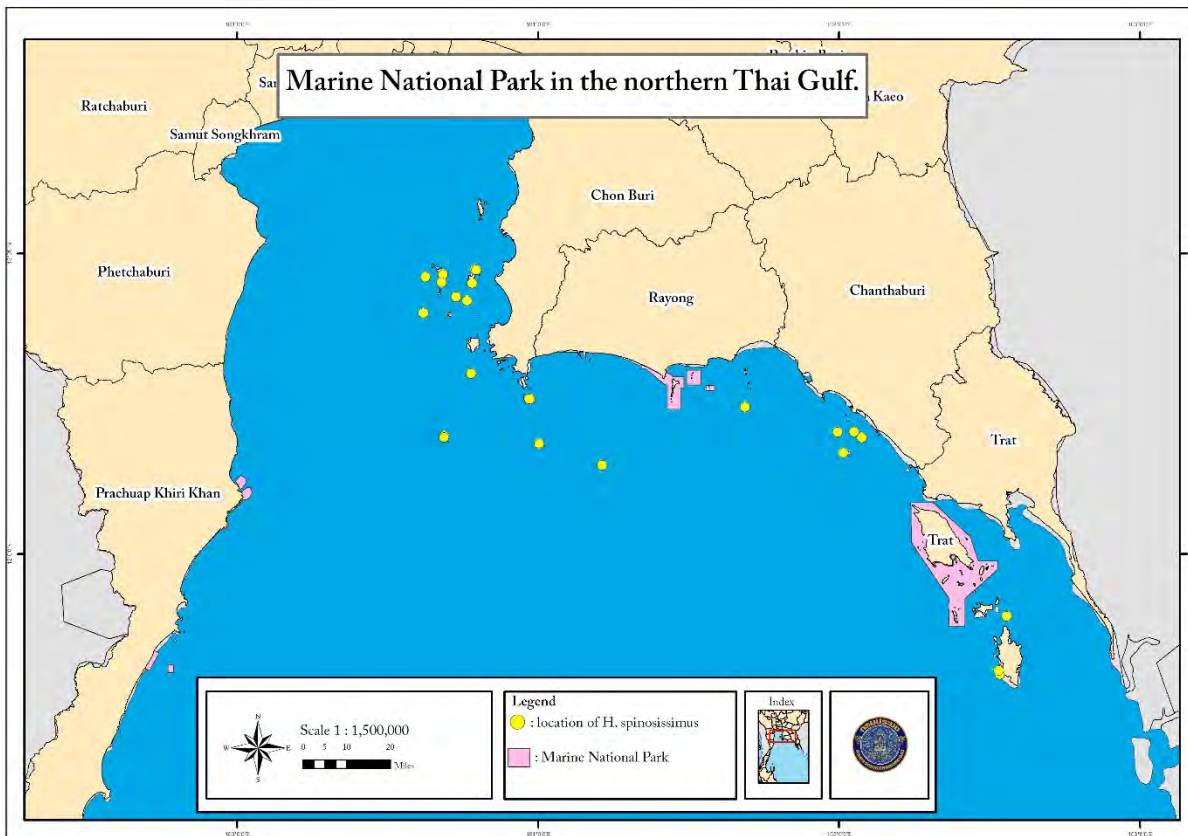 Marine National Park in the northern Thai Gulf.
Kaeo
Ratchaburi
Samut Songkhram
Chon Buri
Phetchaburi
Rayong
Chanthaburi
Trat
Prachuap Khiri Khan
Trat
Legend
: location of H. spinosissimus
: Marine National Park
Index
N
W
E
S
Scale 1 : 1,500,000
0 5 10 20
Miles